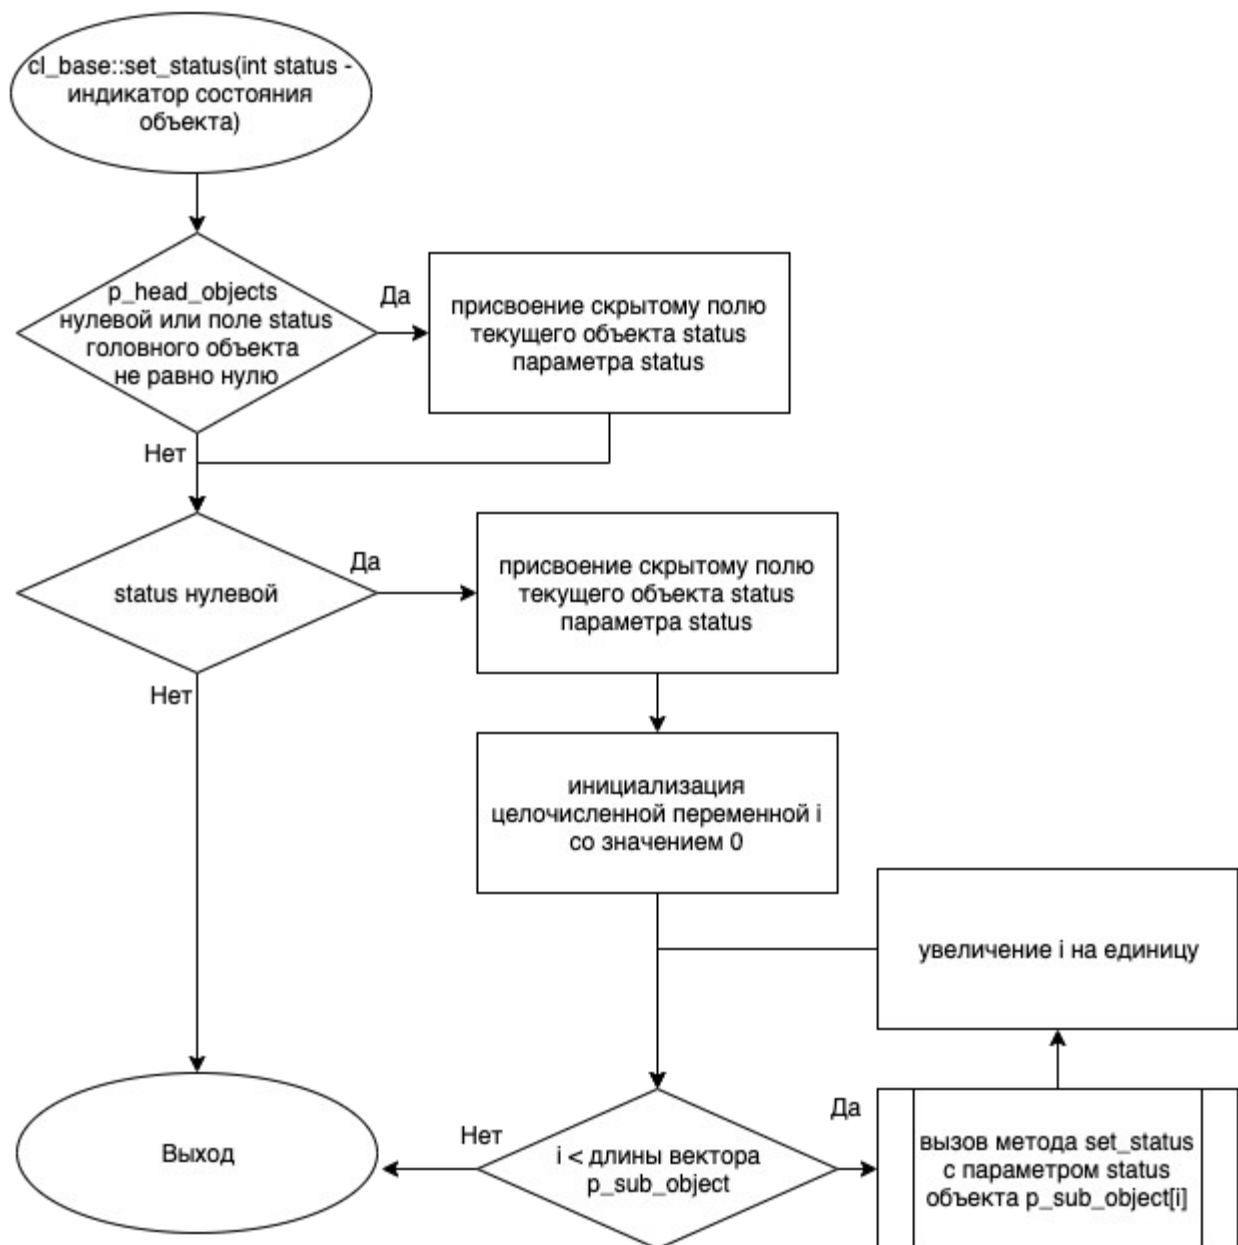 cl_base::set_status(int status -
индикатор состояния
объекта)
p_head_objects
нулевой или поле status
головного объекта
не равно нулю
Да
присвоение скрытому полю
текущего объекта status
параметра status
Нет
status нулевой
Да
присвоение скрытому полю
текущего объекта status
параметра status
Нет
инициализация
целочисленной переменной i
со значением 0
увеличение i на единицу
i < длины вектора
p_sub_object
Да
вызов метода set_status
с параметром status
объекта p_sub_object[i]
Нет
Выход